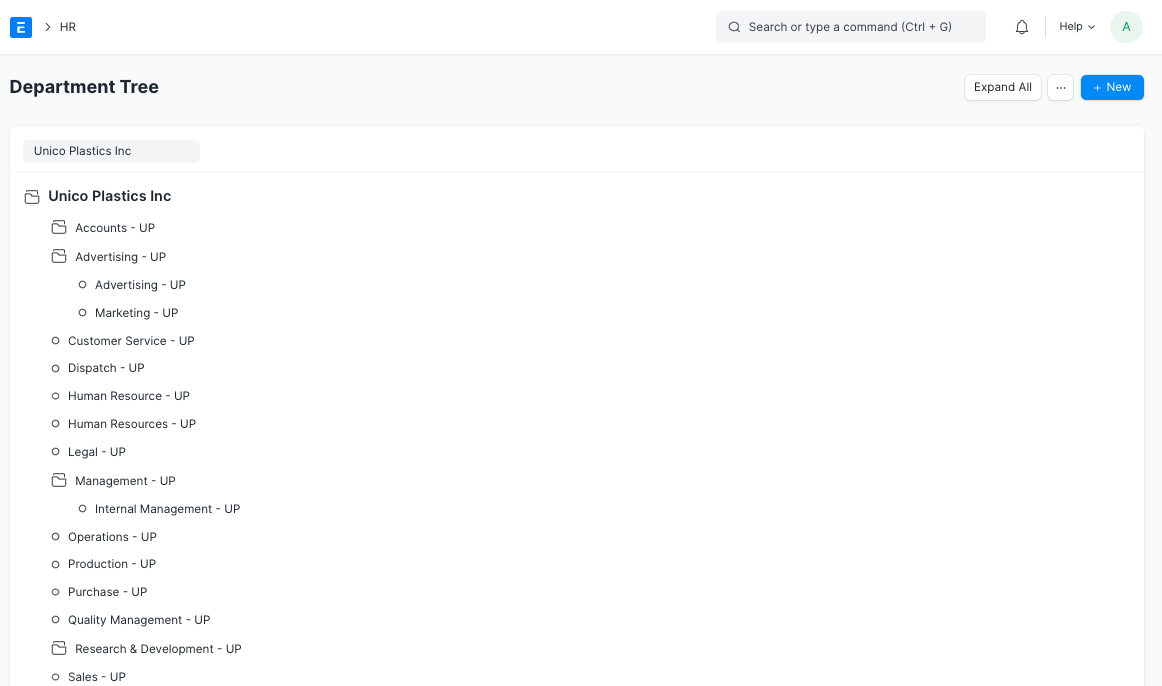 E HR Search or type a command (Ctrl + G) Help A
Department Tree Expand All ··· + New
Unico Plastics Inc
Unico Plastics Inc
Accounts - UP
Advertising - UP
Advertising - UP
Marketing - UP
Customer Service - UP
Dispatch - UP
Human Resource - UP
Human Resources - UP
Legal - UP
Management - UP
Internal Management - UP
Operations - UP
Production - UP
Purchase - UP
Quality Management - UP
Research & Development - UP
Sales - UP